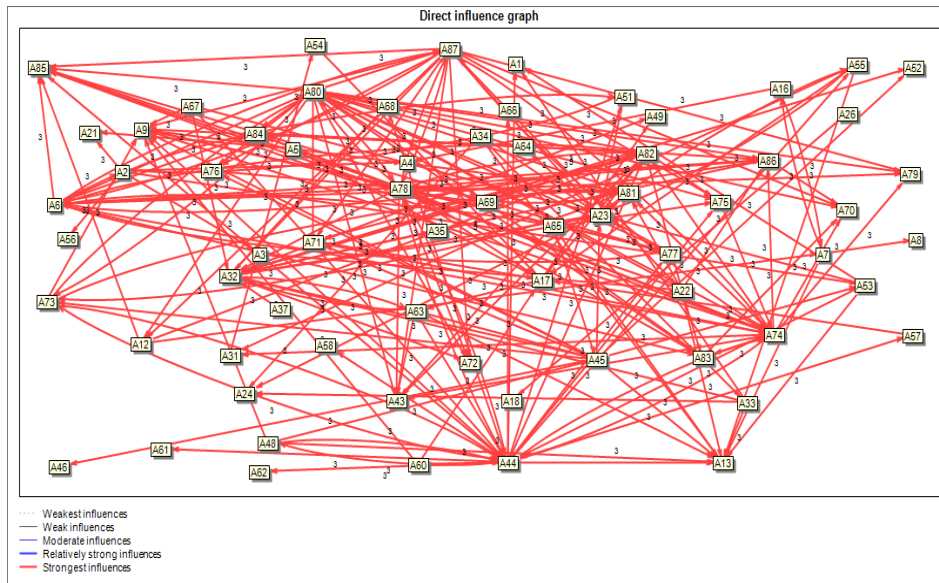 Direct influence graph
A54 A87
A85 A1 A55 A52
A80 A16
A67 A68 A66 A51 A26
A21 A9 A84 A34 A49
A5 A64 A82 A86
A2 A76 A4 A79
A78 A81
A6 A69 A23 A75 A70
A56 A71 A35 A65 A8
A3 A77 A7
A32 A17 A22 A53
A73 A37 A63
A12 A58 A74 A57
A31 A72 A45 A83
A24 A43 A18 A33
A48
A61 A60 A44 A13
A46 A62
Weakest influences
Weak influences
Moderate influences
Relatively strong influences
Strongest influences